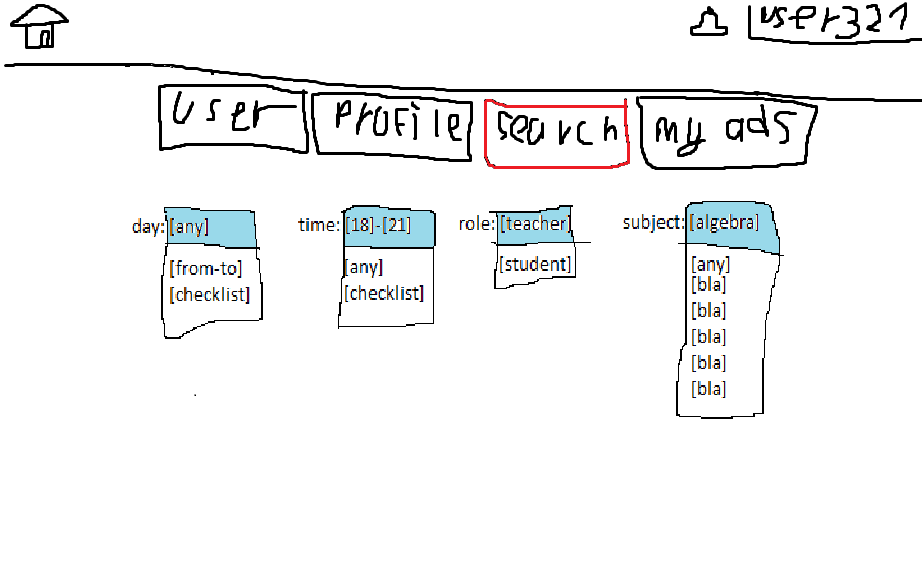 user321
user profile search my ads
day: [any] time: [18]-[21] role: [teacher] subject: [algebra]
[from-to] [any] [student] [any]
[checklist] [checklist] [bla]
[bla]
[bla]
[bla]
[bla]